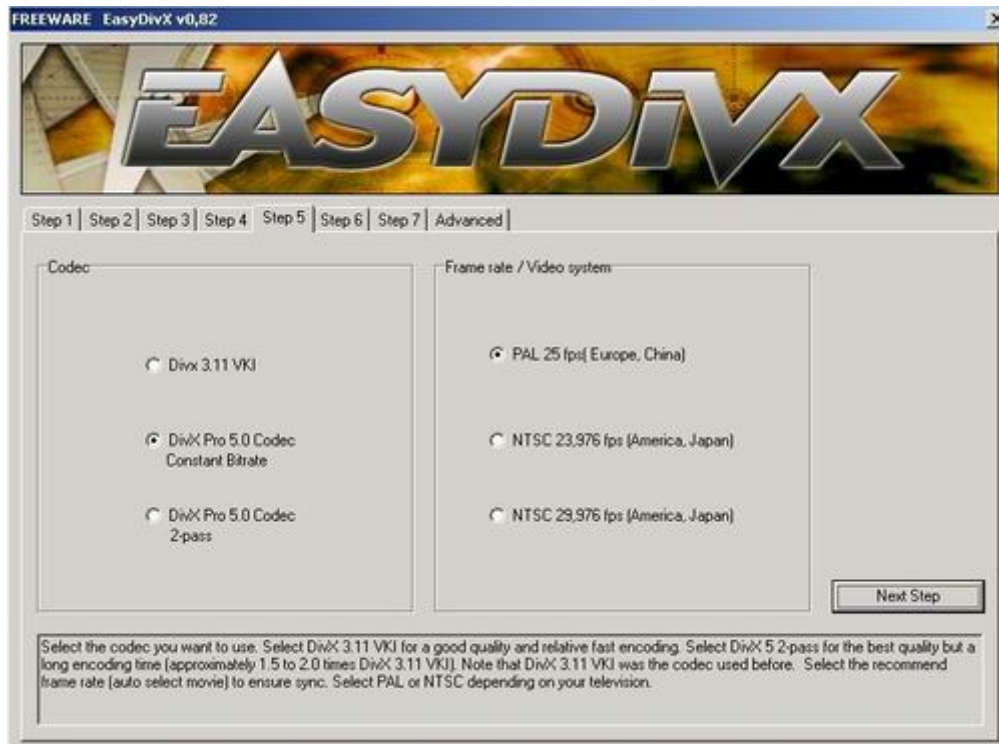 FREEWARE EasyDivX v0,82
EASYDiVX
Step 1 Step 2 Step 3 Step 4 Step 5 Step 6 Step 7 Advanced
Codec
Frame rate / Video system
Divx 3.11 VKI
PAL 25 fps( Europe, China)
DivX Pro 5.0 Codec
Constant Bitrate
NTSC 23,976 fps (America, Japan)
DivX Pro 5.0 Codec
2-pass
NTSC 29,976 fps (America, Japan)
Next Step
Select the codec you want to use. Select DivX 3.11 VKI for a good quality and relative fast encoding. Select DivX 5 2-pass for the best quality but a
long encoding time (approximately 1.5 to 2.0 times DivX 3.11 VKI). Note that DivX 3.11 VKI was the codec used before. Select the recommend
frame rate (auto select movie) to ensure sync. Select PAL or NTSC depending on your television.